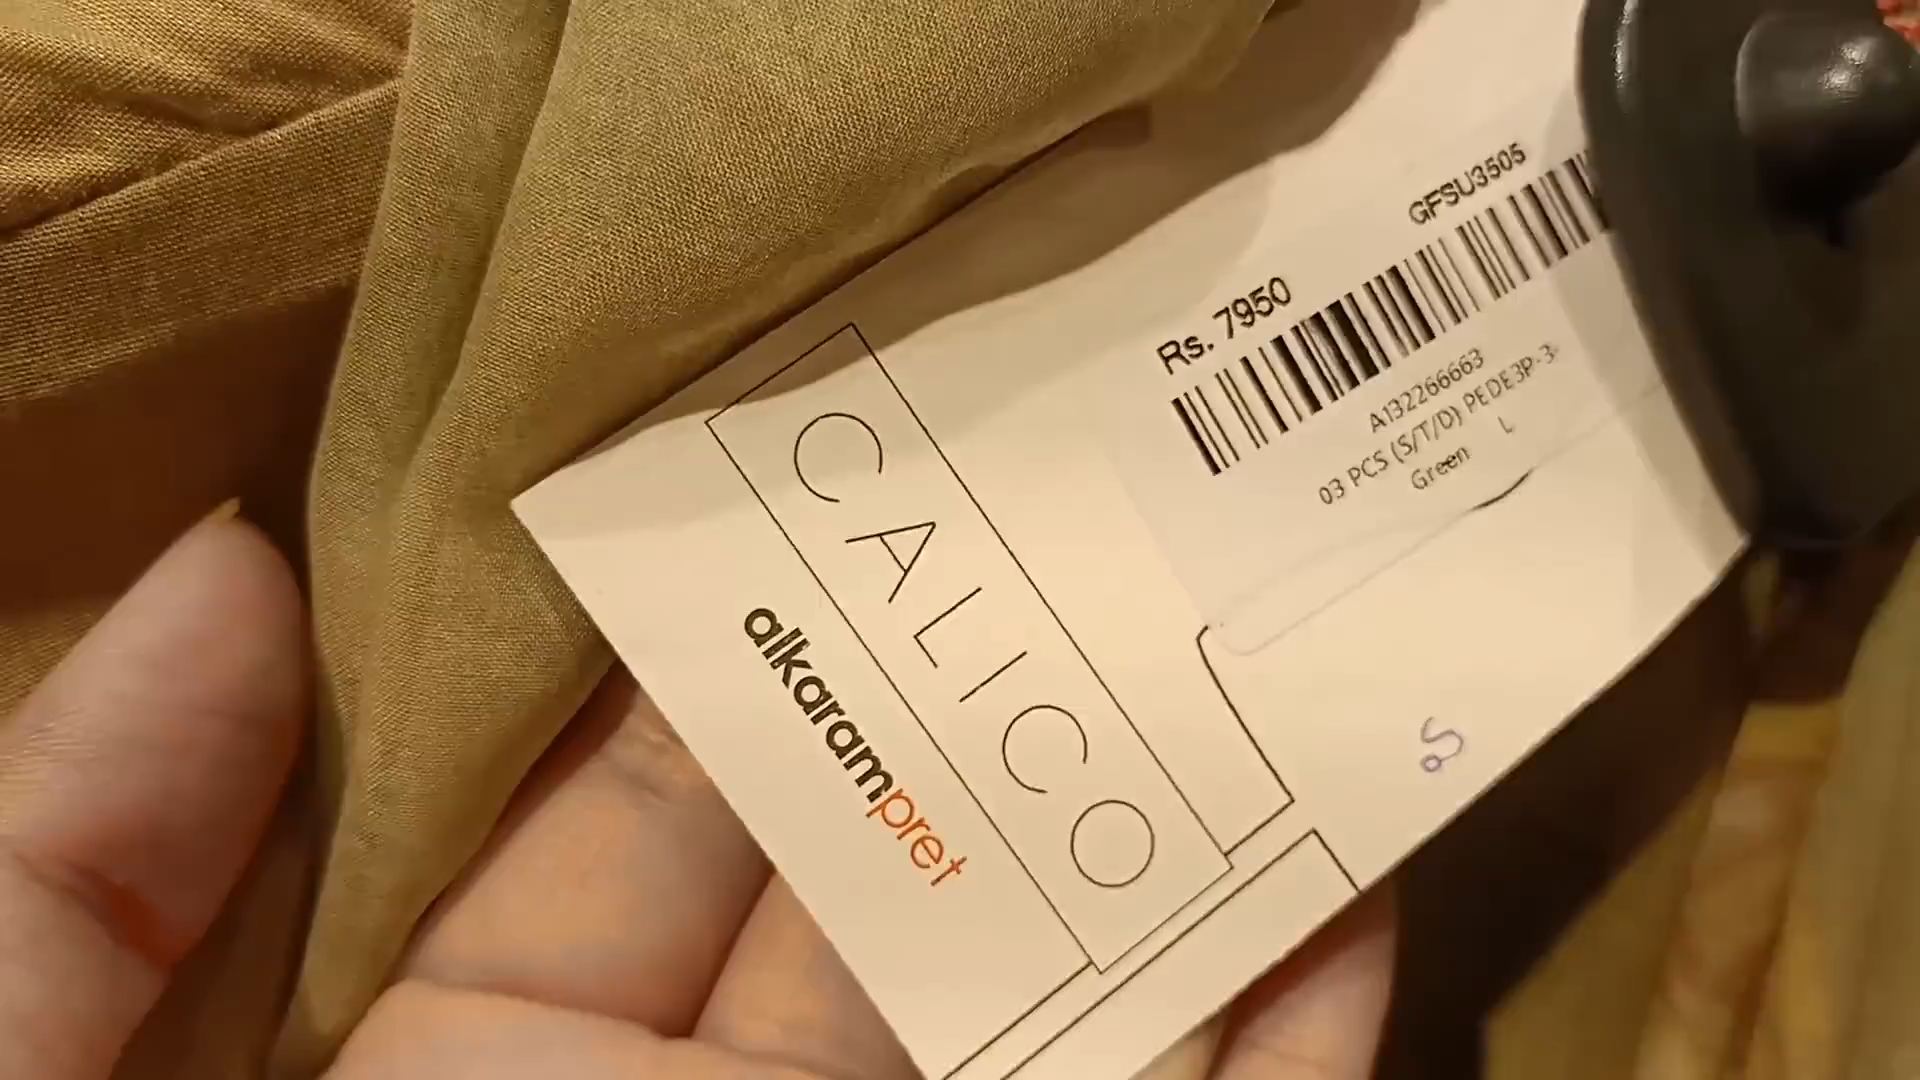 GFSU3505
Rs. 7950
A132266663
03 PCS (S/T/D) PEDE3P-3-
Green L
CALICO
alkarampret